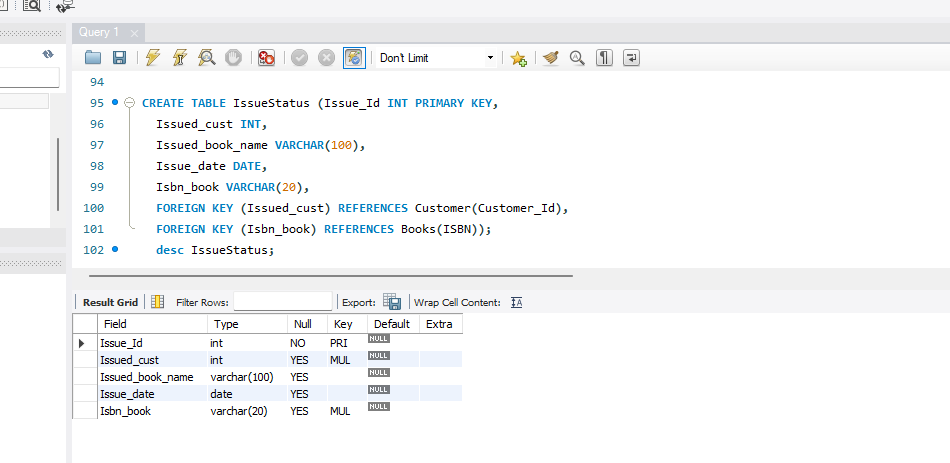 Query 1
Don't Limit
94
95 CREATE TABLE IssueStatus (Issue_Id INT PRIMARY KEY,
96 Issued_cust INT,
97 Issued_book_name VARCHAR(100),
98 Issue_date DATE,
99 Isbn_book VARCHAR(20),
100 FOREIGN KEY (Issued_cust) REFERENCES Customer(Customer_Id),
101 FOREIGN KEY (Isbn_book) REFERENCES Books(ISBN));
102 desc IssueStatus;
Result Grid Filter Rows: Export: Wrap Cell Content: IA
Field Type Null Key Default Extra
Issue_Id int NO PRI NULL
Issued_cust int YES MUL NULL
Issued_book_name varchar(100) YES NULL
Issue_date date YES NULL
Isbn_book varchar(20) YES MUL NULL